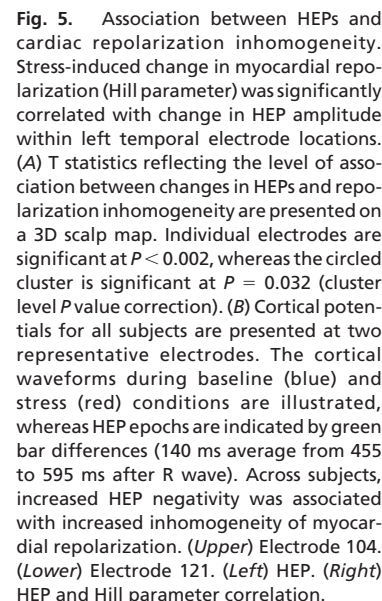 Fig. 5. Association between HEPs and
cardiac repolarization inhomogeneity.
Stress-induced change in myocardial repo-
larization (Hill parameter) was significantly
correlated with change in HEP amplitude
within left temporal electrode locations.
(A) T statistics reflecting the level of asso-
ciation between changes in HEPs and repo-
larization inhomogeneity are presented on
a 3D scalp map. Individual electrodes are
significant at P < 0.002, whereas the circled
cluster is significant at P = 0.032 (cluster
level P value correction). (B) Cortical poten-
tials for all subjects are presented at two
representative electrodes. The cortical
waveforms during baseline (blue) and
stress (red) conditions are illustrated,
whereas HEP epochs are indicated by green
bar differences (140 ms average from 455
to 595 ms after R wave). Across subjects,
increased HEP negativity was associated
with increased inhomogeneity of myocar-
dial repolarization. (Upper) Electrode 104.
(Lower) Electrode 121. (Left) HEP. (Right)
HEP and Hill parameter correlation.